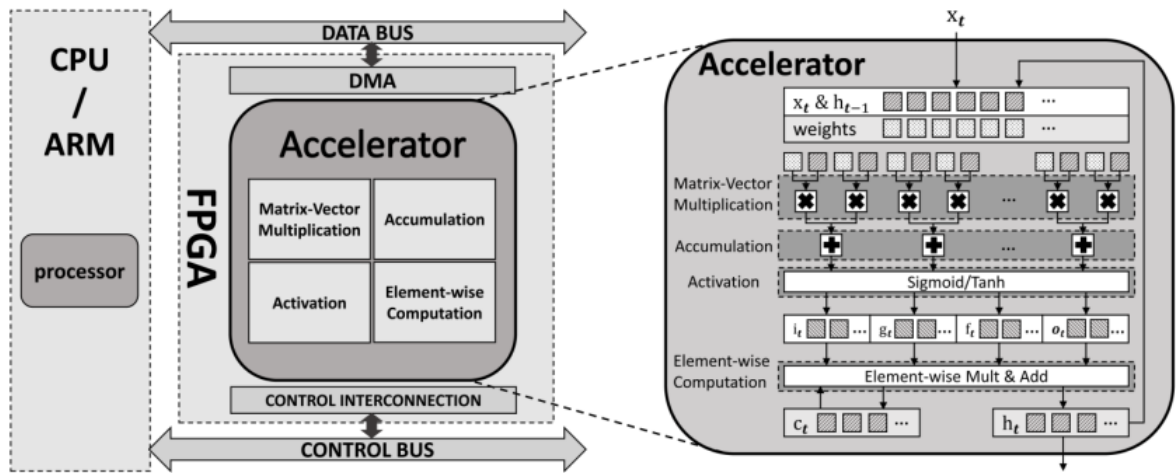 CPU
/
ARM
processor
DATA BUS
DMA
FPGA
Accelerator
Matrix-Vector
Multiplication
Accumulation
Activation
Element-wise
Computation
CONTROL INTERCONNECTION
CONTROL BUS
xₜ
Accelerator
xₜ & hₜ₋₁ ...
weights ...
Matrix-Vector
Multiplication ...
Accumulation ...
Activation Sigmoid/Tanh
iₜ ... gₜ ... fₜ ... oₜ ...
Element-wise
Computation Element-wise Mult & Add
cₜ ... hₜ ...